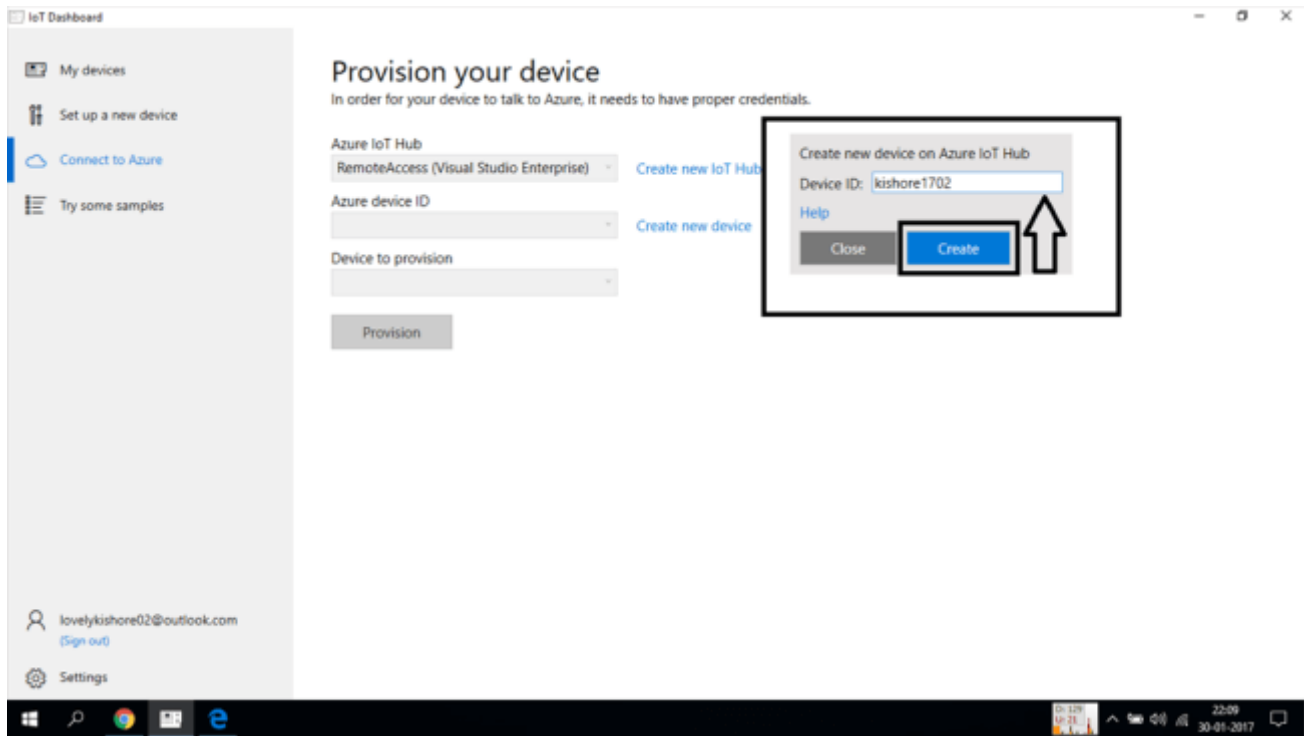 IoT Dashboard
My devices
Set up a new device
Connect to Azure
Try some samples
lovelykishore02@outlook.com
(Sign out)
Settings
Provision your device
In order for your device to talk to Azure, it needs to have proper credentials.
Azure IoT Hub
RemoteAccess (Visual Studio Enterprise)
Create new IoT Hub
Azure device ID
Create new device
Device to provision
Provision
Create new device on Azure IoT Hub
Device ID: kishore1702
Help
Close Create
D: 129
U: 21
22:09
30-01-2017